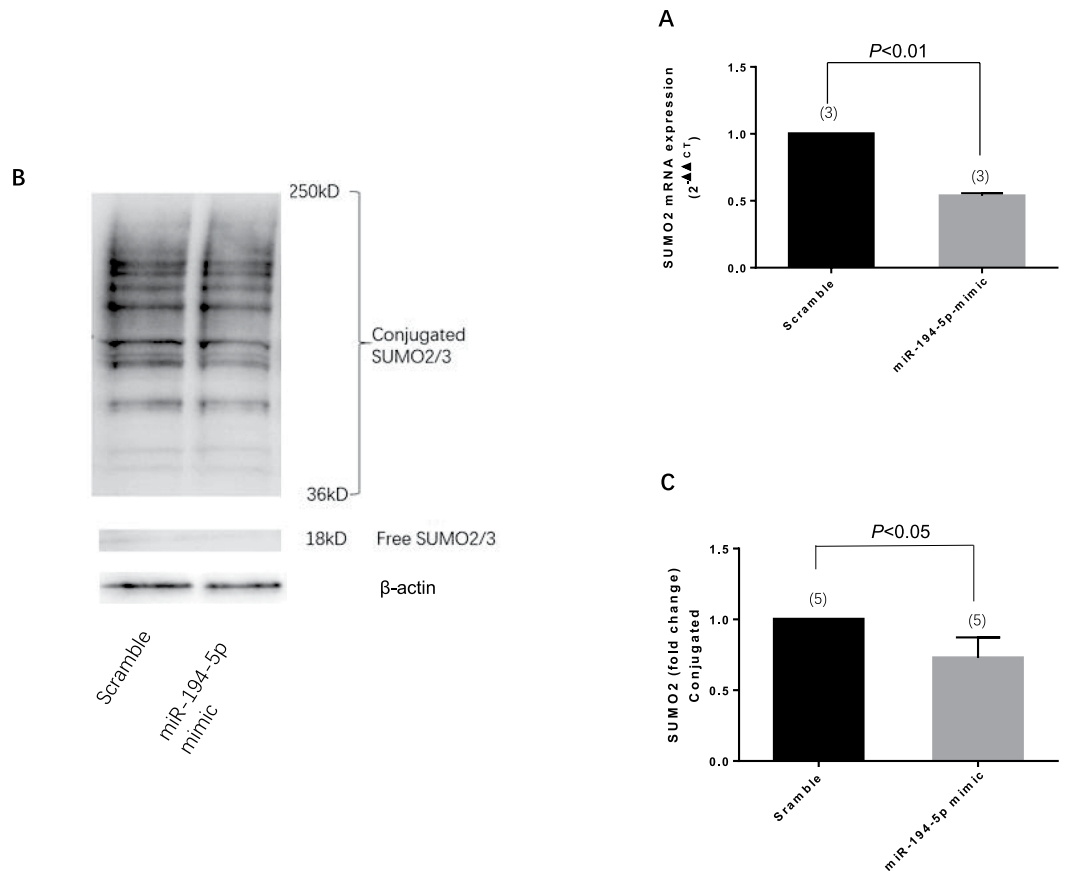 A
P<0.01
SUMO2 mRNA expression
(2-▲▲CT)
1.5
1.0
0.5
0.0
(3)
(3)
Scramble
miR-194-5p-mimic
B
250kD
Conjugated
SUMO2/3
36kD
18kD
Free SUMO2/3
β-actin
Scramble
miR-194-5p
mimic
C
P<0.05
SUMO2 (fold change)
Conjugated
1.5
1.0
0.5
0.0
(5)
(5)
Sramble
miR-194-5p mimic